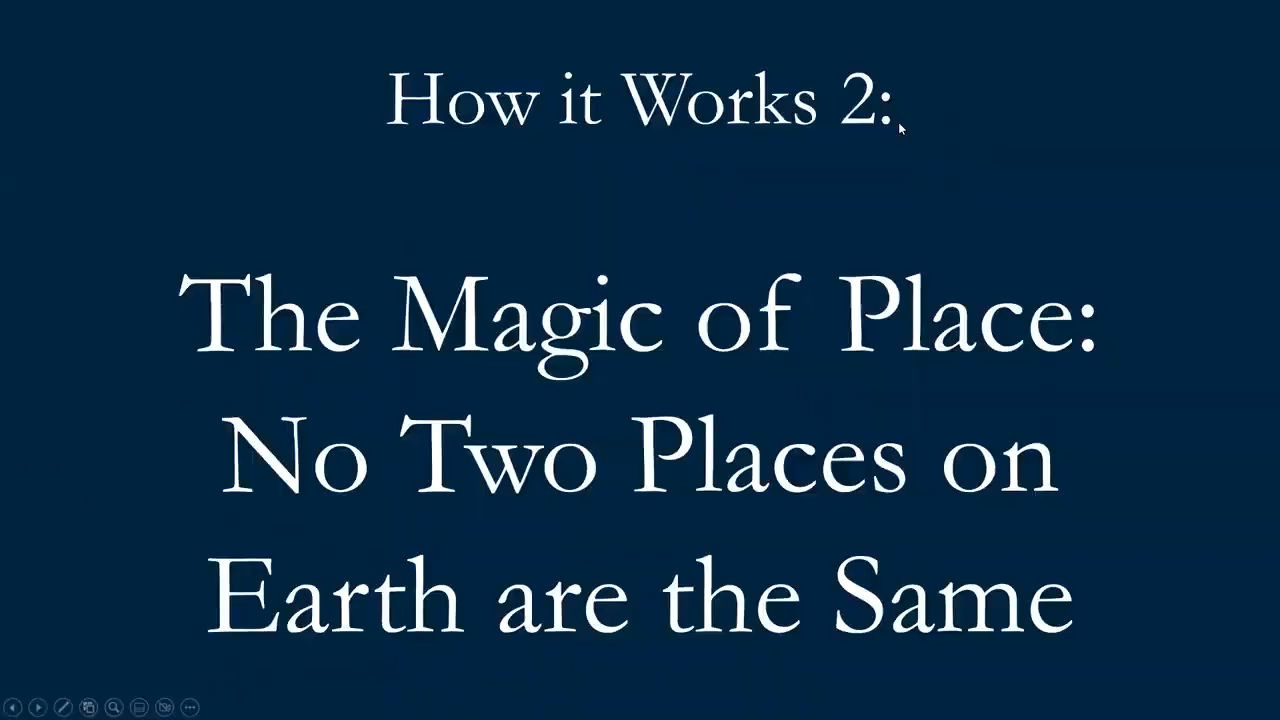 How it Works 2:
The Magic of Place:
No Two Places on
Earth are the Same